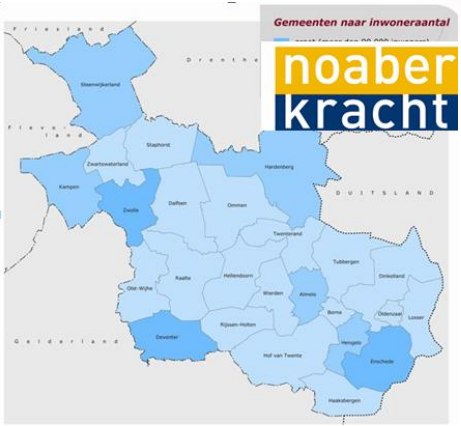 Gemeenten naar inwoneraantal
noaber
kracht
Friesland
Drenthe
Steenwijkerland
Flevo
land
Staphorst
Zwartewaterland
Hardenberg
Kampen
Zwolle
Dalfsen
Ommen
DUITSLAND
Twenterand
Tubbergen
Dinkelland
Hellendoorn
Raalte
Olst-Wijhe
Wierden
Almelo
Borne
Oldenzaal
Losser
Rijssen-Holten
Deventer
Hengelo
Gelderland
Hof van Twente
Enschede
Haaksbergen